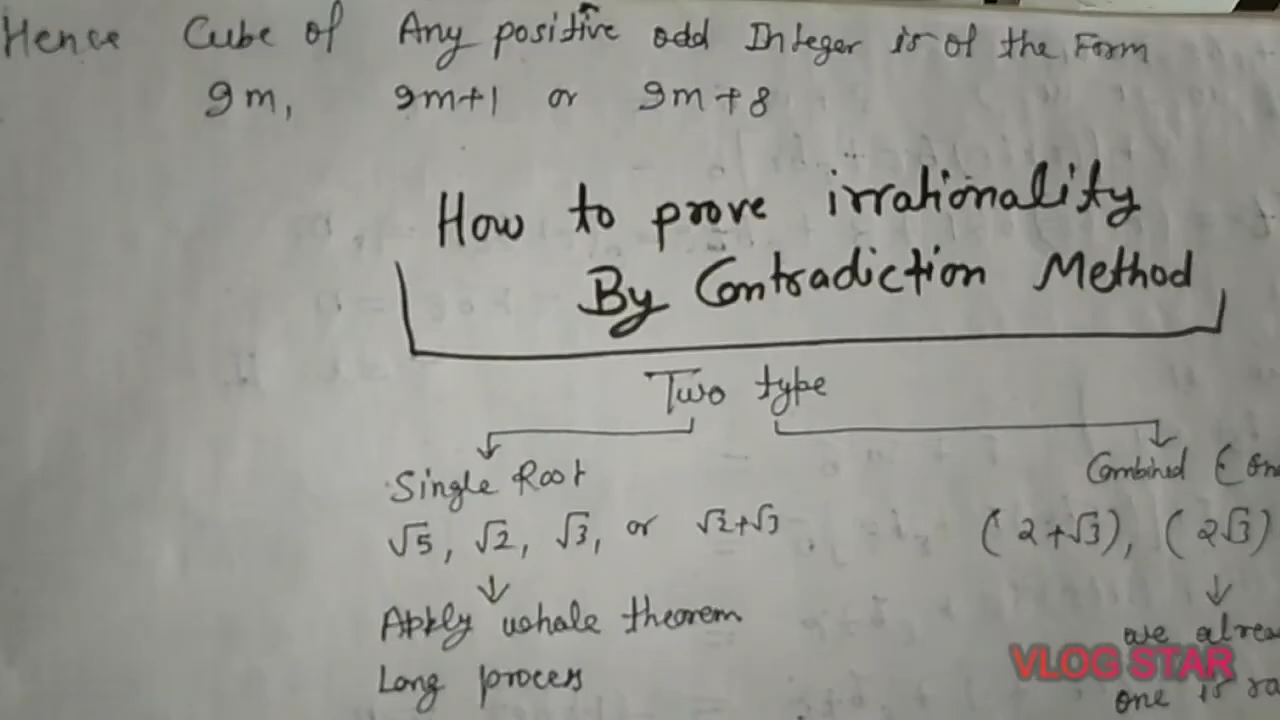 Hence Cube of Any positive odd Integer is of the Form
9m, 9m+1 or 9m+8
How to prove irrationality
By Contradiction Method
Two type
Single Root
√5, √2, √3, or √2+√3
Apply whole theorem
Long process
Combined
(2+√3), (2√3)
are
one is
VLOG STAR